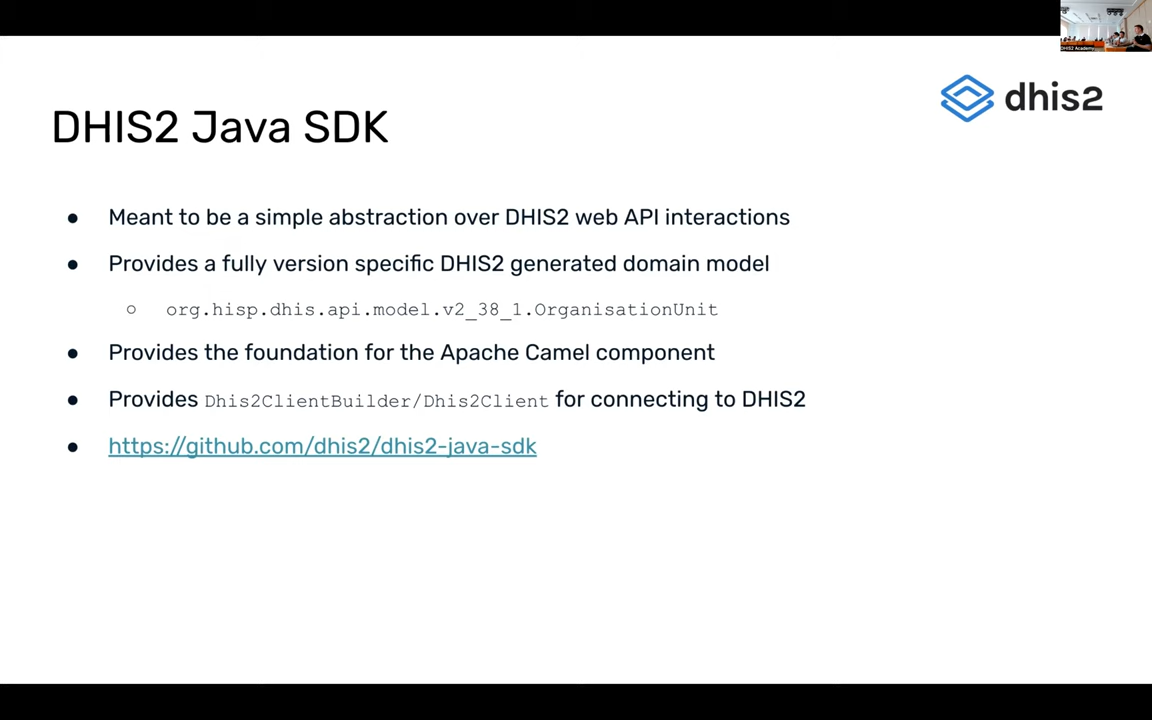 dhis2
DHIS2 Java SDK
● Meant to be a simple abstraction over DHIS2 web API interactions
● Provides a fully version specific DHIS2 generated domain model
○ org.hisp.dhis.api.model.v2_38_1.OrganisationUnit
● Provides the foundation for the Apache Camel component
● Provides Dhis2ClientBuilder/Dhis2Client for connecting to DHIS2
● https://github.com/dhis2/dhis2-java-sdk
DHIS2 Academy